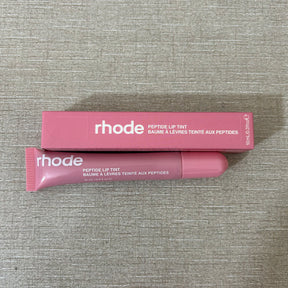 rhode
PEPTIDE LIP TINT
BAUME À LÈVRES TEINTÉ AUX PEPTIDES
rhode
PEPTIDE LIP TINT
BAUME À LÈVRES TEINTÉ AUX PEPTIDES